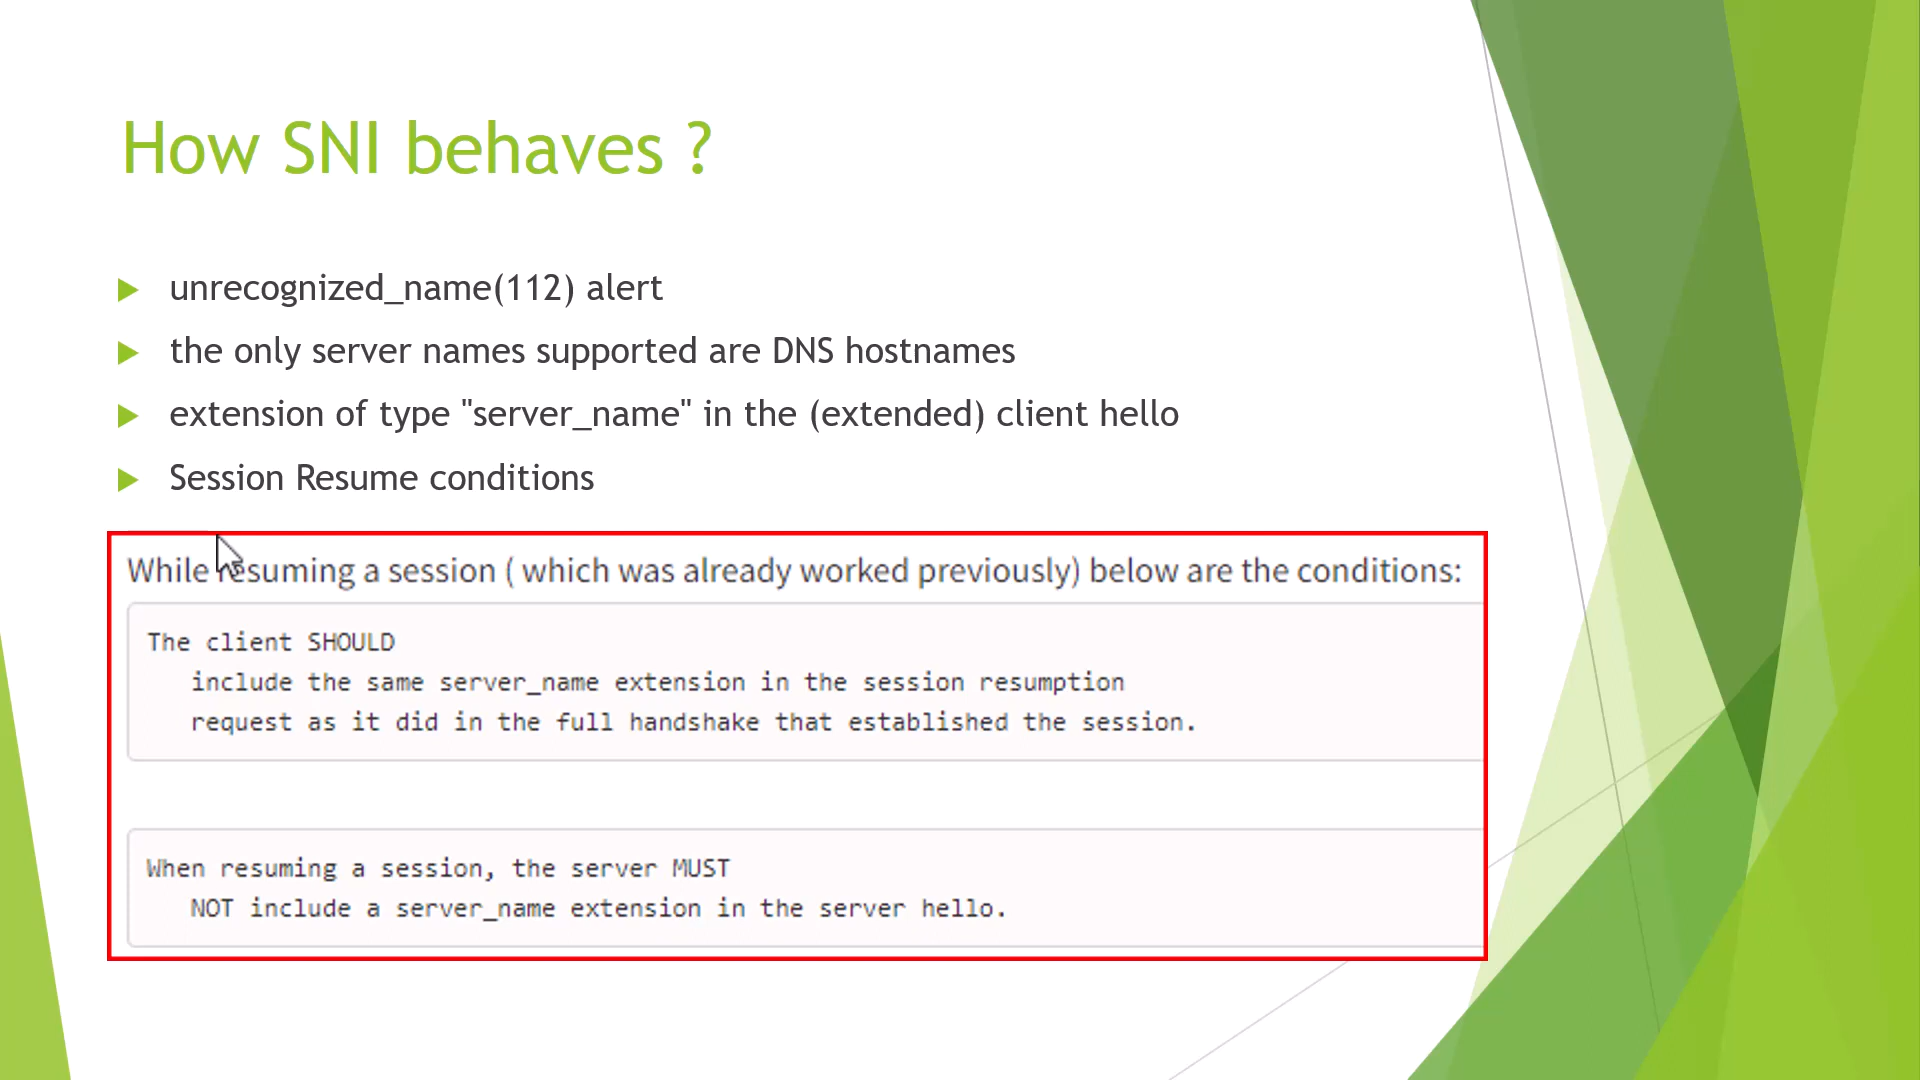 How SNI behaves ?
unrecognized_name(112) alert
the only server names supported are DNS hostnames
extension of type "server_name" in the (extended) client hello
Session Resume conditions
While resuming a session ( which was already worked previously) below are the conditions:
The client SHOULD
include the same server_name extension in the session resumption
request as it did in the full handshake that established the session.
When resuming a session, the server MUST
NOT include a server_name extension in the server hello.